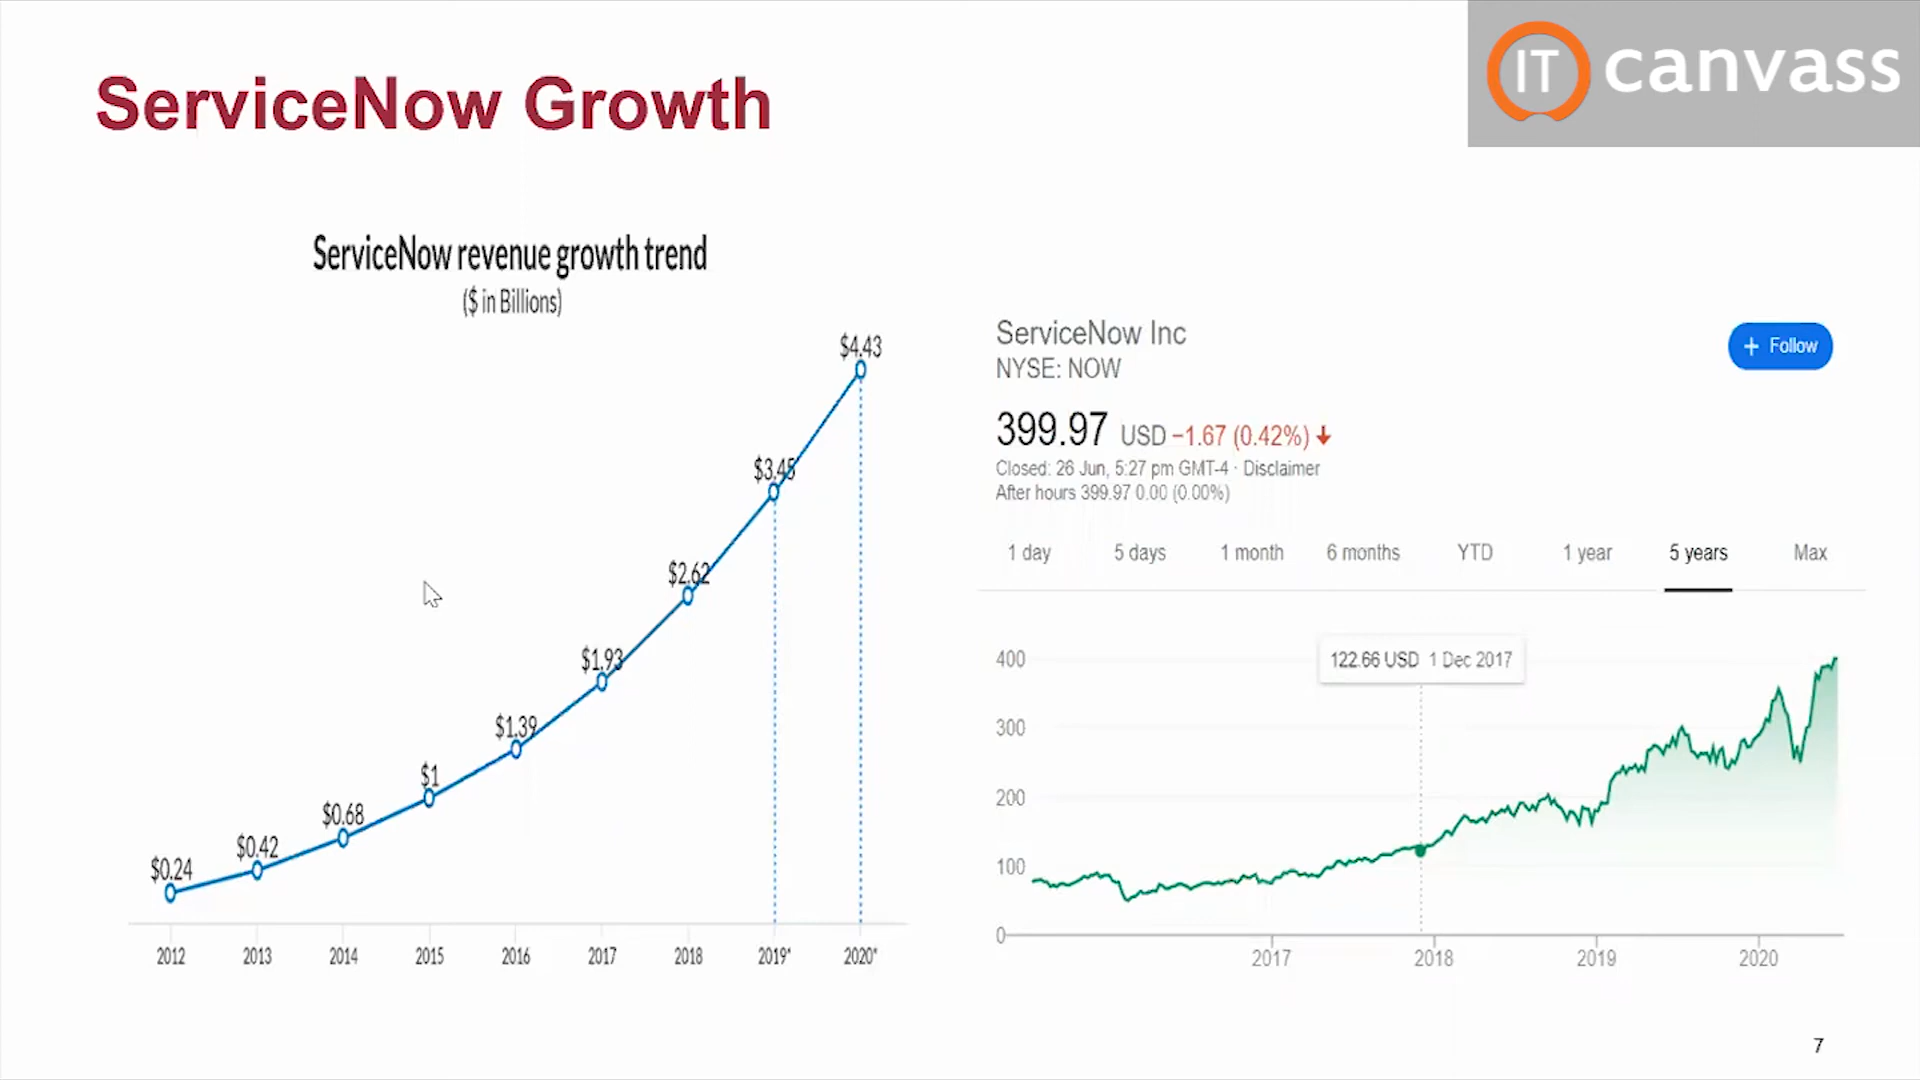 IT canvass
ServiceNow Growth
ServiceNow revenue growth trend
($ in Billions)
$4.43
$3.45
$2.62
$1.93
$1.39
$1
$0.68
$0.42
$0.24
2012 2013 2014 2015 2016 2017 2018 2019* 2020*
ServiceNow Inc
NYSE: NOW
+ Follow
399.97 USD −1.67 (0.42%)
Closed: 26 Jun, 5:27 pm GMT-4 · Disclaimer
After hours 399.97 0.00 (0.00%)
1 day 5 days 1 month 6 months YTD 1 year 5 years Max
122.66 USD 1 Dec 2017
400
300
200
100
0
2017 2018 2019 2020
7